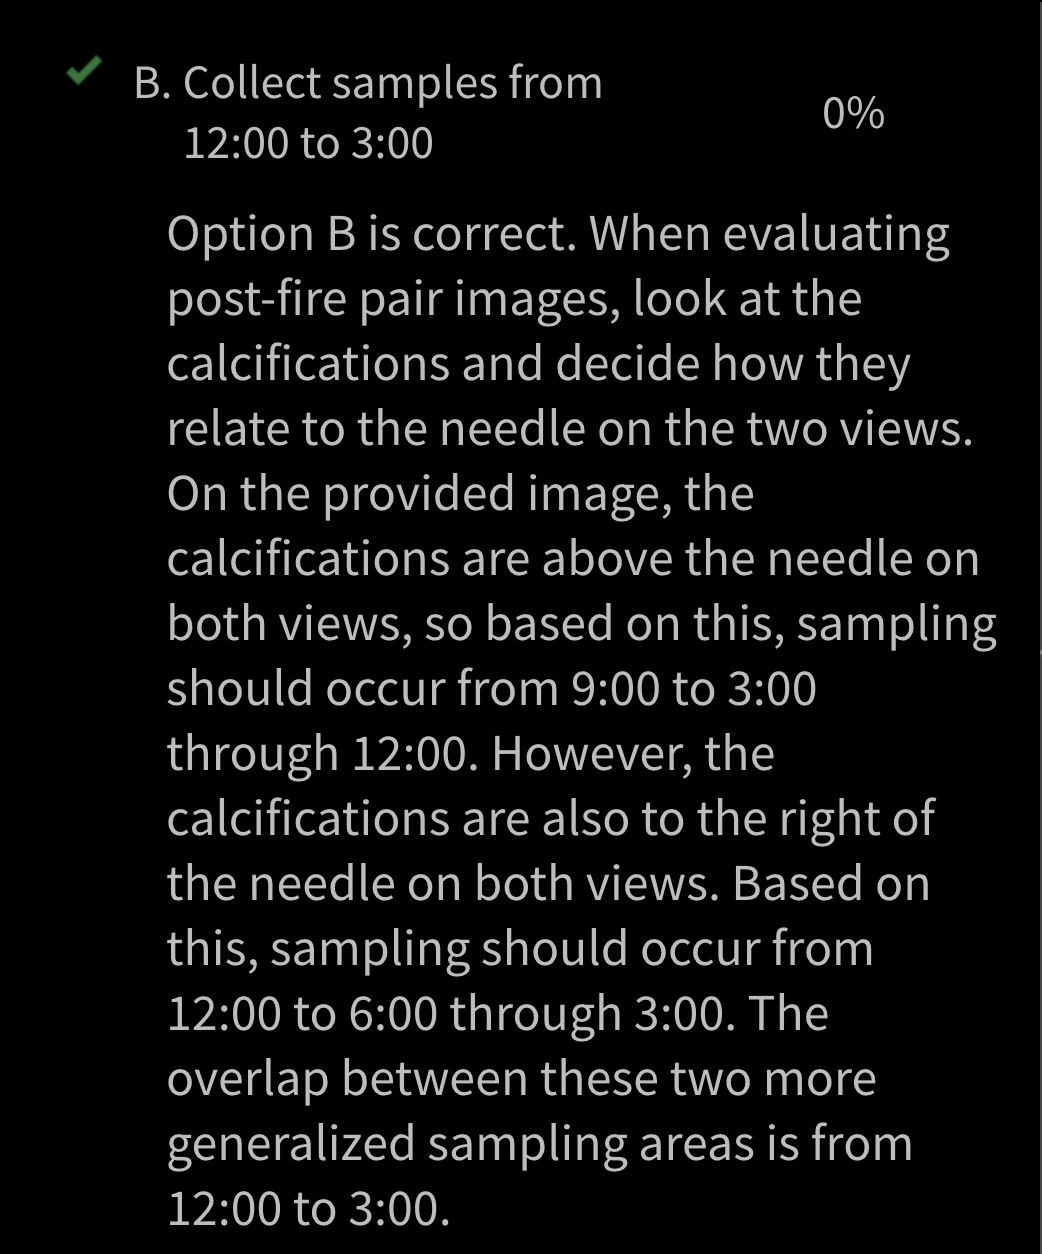 B. Collect samples from
12:00 to 3:00
0%
Option B is correct. When evaluating
post-fire pair images, look at the
calcifications and decide how they
relate to the needle on the two views.
On the provided image, the
calcifications are above the needle on
both views, so based on this, sampling
should occur from 9:00 to 3:00
through 12:00. However, the
calcifications are also to the right of
the needle on both views. Based on
this, sampling should occur from
12:00 to 6:00 through 3:00. The
overlap between these two more
generalized sampling areas is from
12:00 to 3:00.